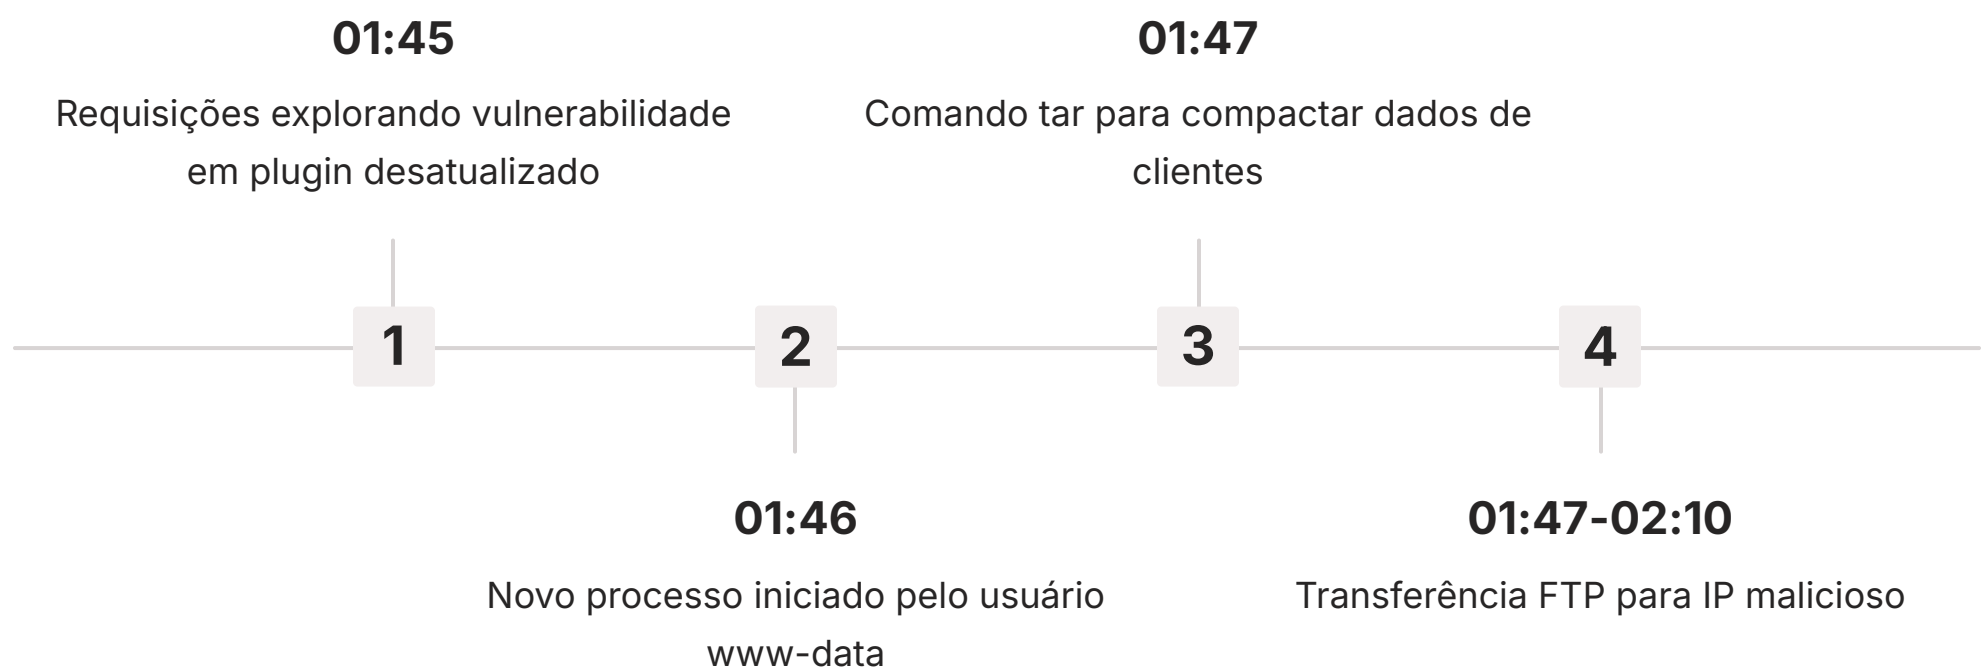 01:45
Requisições explorando vulnerabilidade
em plugin desatualizado
01:47
Comando tar para compactar dados de
clientes
1
2
3
4
01:46
Novo processo iniciado pelo usuário
www-data
01:47-02:10
Transferência FTP para IP malicioso